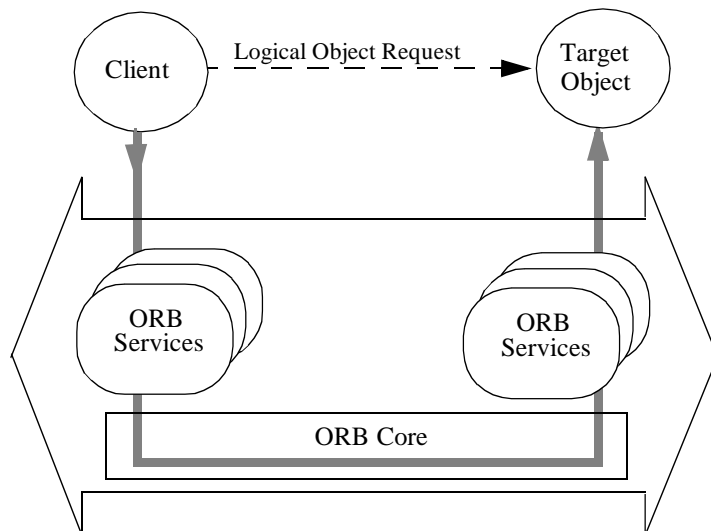 Client
Logical Object Request
Target
Object
ORB
Services
ORB
Services
ORB Core